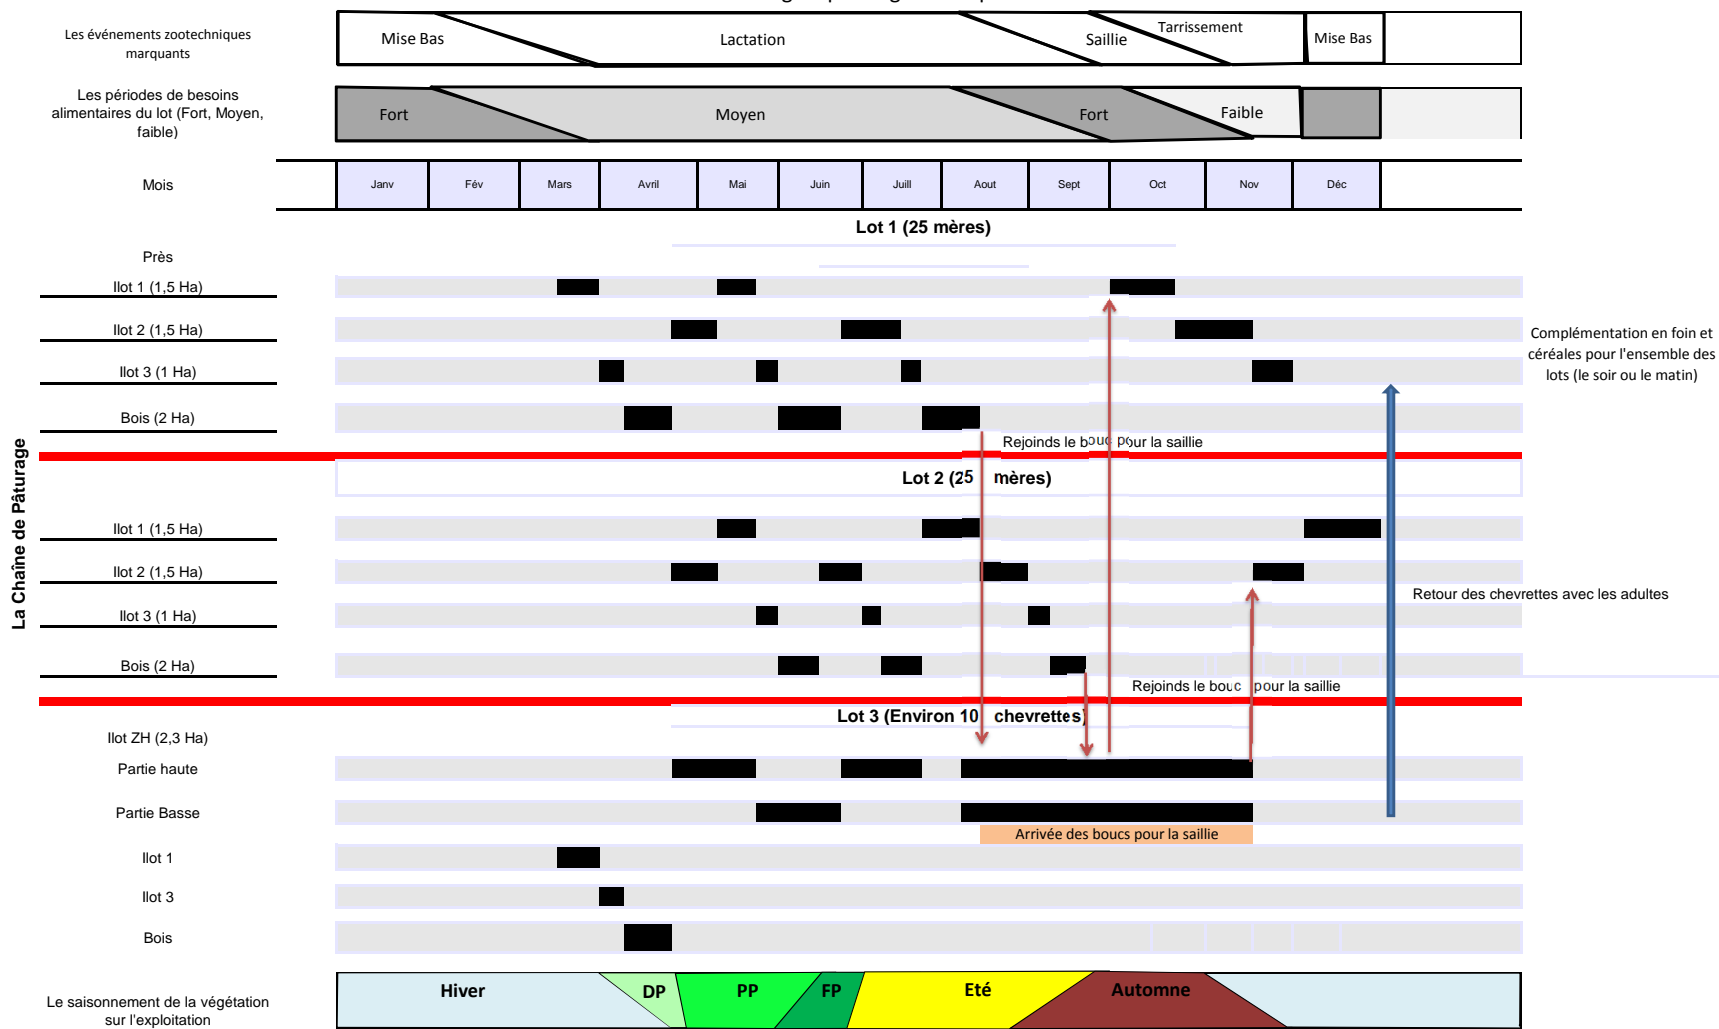 Les événements zootechniques
marquants
Mise Bas
Lactation
Saillie
Tarrissement
Mise Bas
Les périodes de besoins
alimentaires du lot (Fort, Moyen,
faible)
Fort
Moyen
Fort
Faible
Mois
Janv
Fév
Mars
Avril
Mai
Juin
Juill
Aout
Sept
Oct
Nov
Déc
Lot 1 (25 mères)
Près
Ilot 1 (1,5 Ha)
Ilot 2 (1,5 Ha)
Ilot 3 (1 Ha)
Bois (2 Ha)
Complémentation en foin et
céréales pour l'ensemble des
lots (le soir ou le matin)
Rejoinds le bouc pour la saillie
La Chaîne de Pâturage
Lot 2 (25 mères)
Ilot 1 (1,5 Ha)
Ilot 2 (1,5 Ha)
Ilot 3 (1 Ha)
Bois (2 Ha)
Retour des chevrettes avec les adultes
Rejoinds le bouc pour la saillie
Lot 3 (Environ 10 chevrettes)
Ilot ZH (2,3 Ha)
Partie haute
Partie Basse
Arrivée des boucs pour la saillie
Ilot 1
Ilot 3
Bois
Le saisonnement de la végétation
sur l'exploitation
Hiver
DP
PP
FP
Eté
Automne